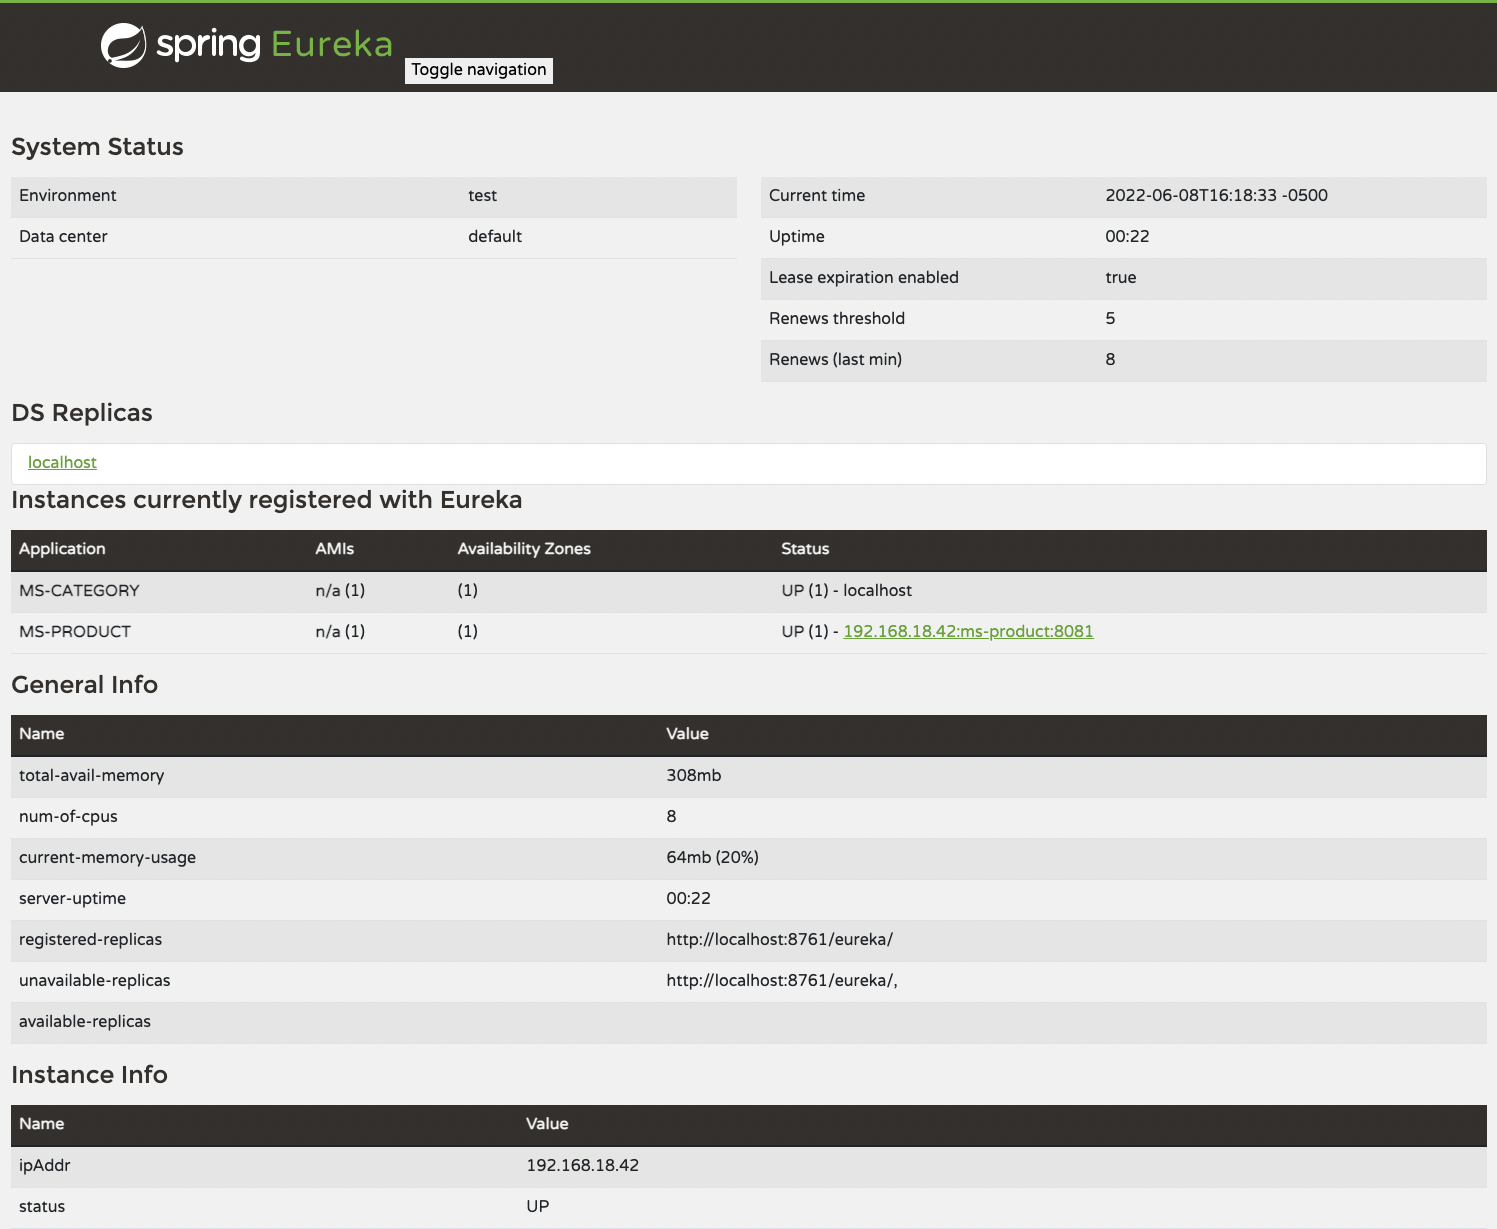 spring Eureka
Toggle navigation
System Status
Environment test
Data center default
Current time 2022-06-08T16:18:33 -0500
Uptime 00:22
Lease expiration enabled true
Renews threshold 5
Renews (last min) 8
DS Replicas
localhost
Instances currently registered with Eureka
Application AMIs Availability Zones Status
MS-CATEGORY n/a (1) (1) UP (1) - localhost
MS-PRODUCT n/a (1) (1) UP (1) - 192.168.18.42:ms-product:8081
General Info
Name Value
total-avail-memory 308mb
num-of-cpus 8
current-memory-usage 64mb (20%)
server-uptime 00:22
registered-replicas http://localhost:8761/eureka/
unavailable-replicas http://localhost:8761/eureka/,
available-replicas
Instance Info
Name Value
ipAddr 192.168.18.42
status UP